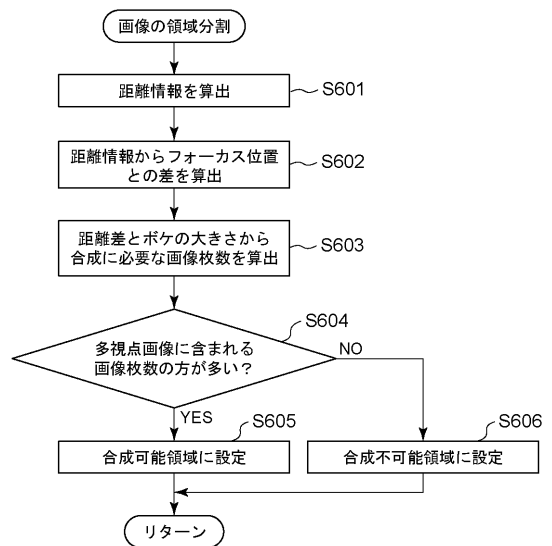 画像の領域分割
距離情報を算出
S601
距離情報からフォーカス位置
との差を算出
S602
距離差とボケの大きさから
合成に必要な画像枚数を算出
S603
S604
多視点画像に含まれる
画像枚数の方が多い?
NO
YES
S605
合成可能領域に設定
S606
合成不可能領域に設定
リターン